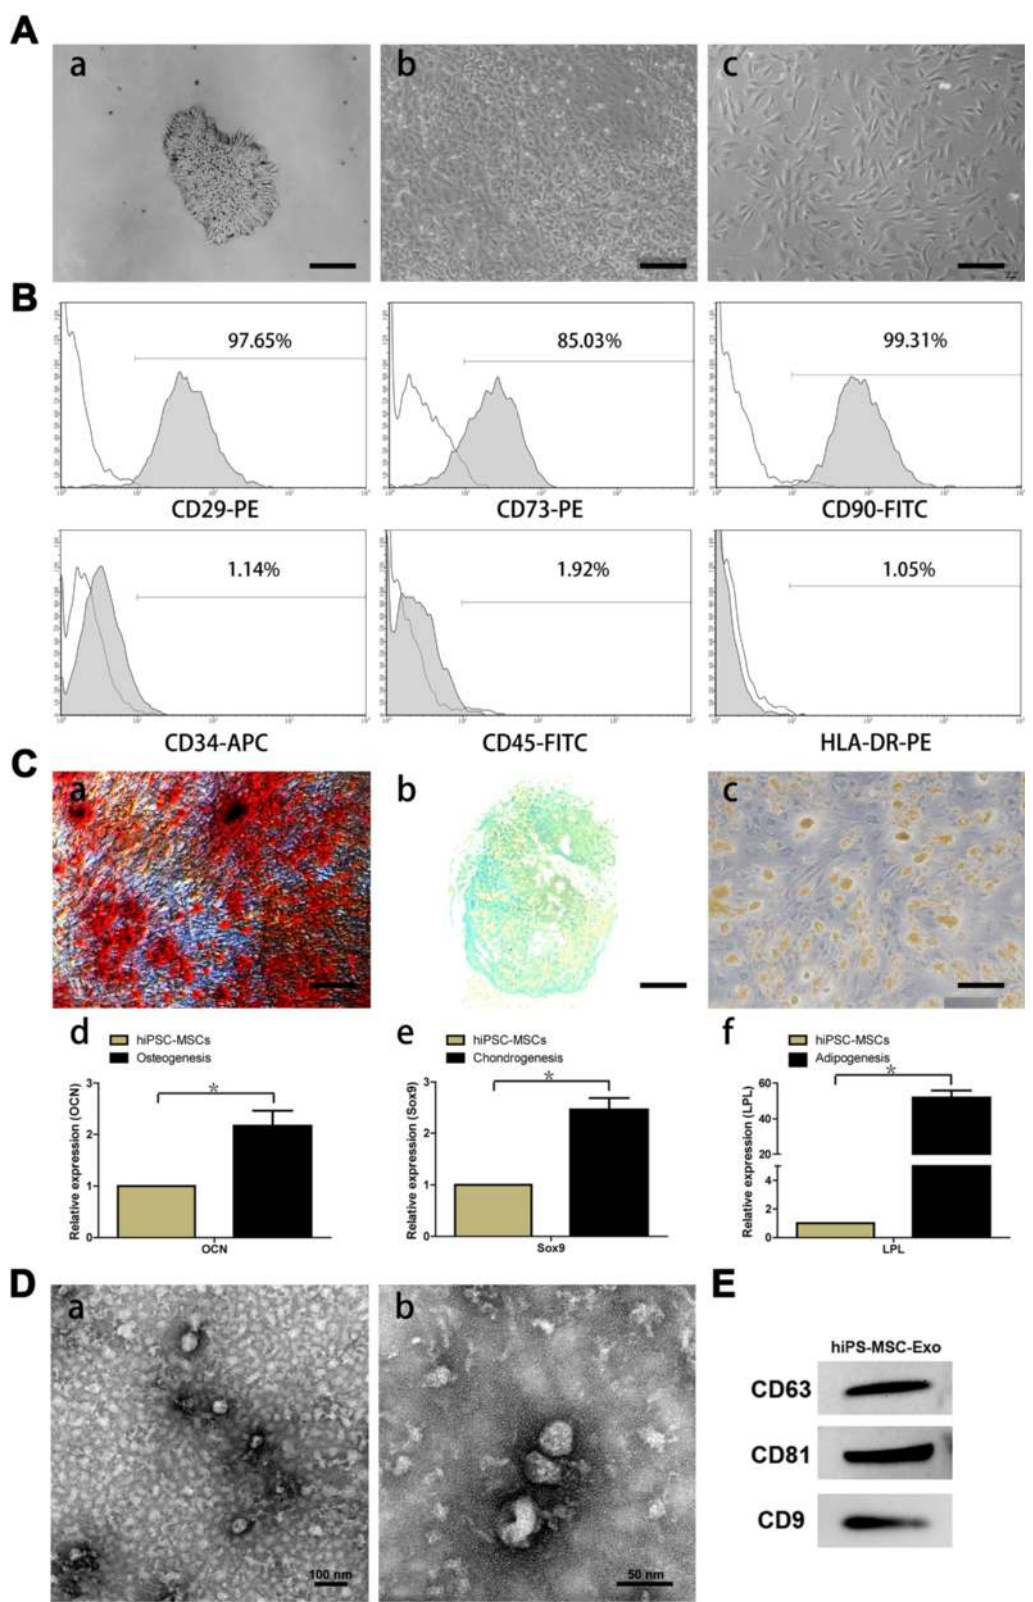 A
a
b
c
B
97.65%
85.03%
99.31%
CD29-PE
CD73-PE
CD90-FITC
1.14%
1.92%
1.05%
CD34-APC
CD45-FITC
HLA-DR-PE
C
a
b
c
d
hiPSC-MSCs
Osteogenesis
*
Relative expression (OCN)
3
2
1
0
OCN
e
hiPSC-MSCs
Chondrogenesis
*
Relative expression (Sox9)
3
2
1
0
Sox9
f
hiPSC-MSCs
Adipogenesis
*
Relative expression (LPL)
60
50
40
30
20
4
2
0
LPL
D
a
100 nm
b
50 nm
E
hiPS-MSC-Exo
CD63
CD81
CD9